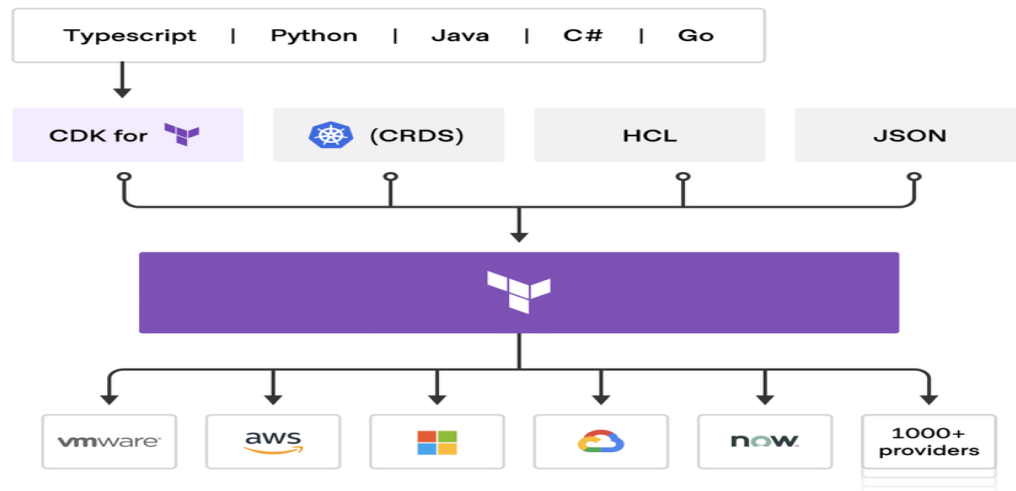 Typescript | Python | Java | C# | Go
CDK for
(CRDS)
HCL
JSON
vmware
aws
now
1000+
providers